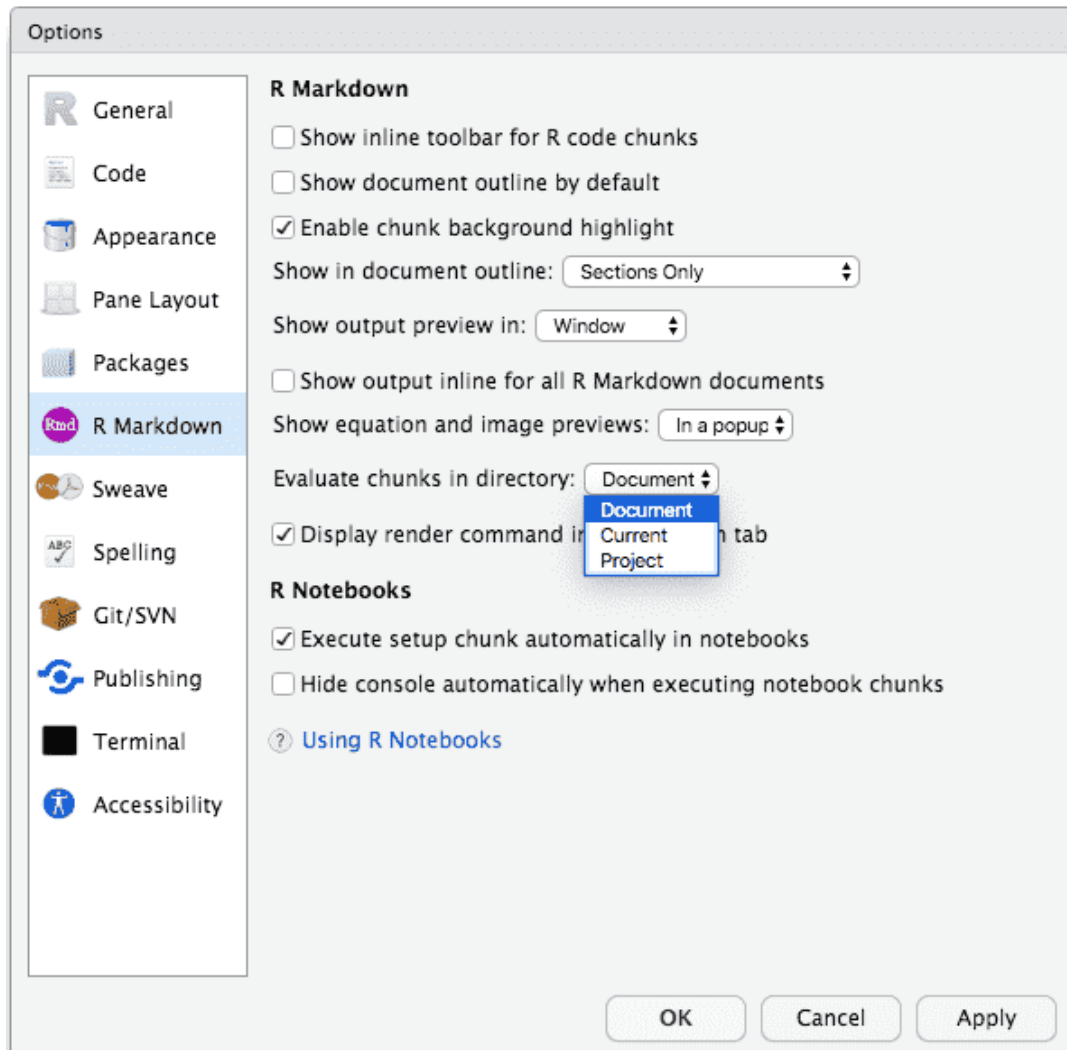 Options
General
Code
Appearance
Pane Layout
Packages
Rmd R Markdown
Sweave
ABC Spelling
Git/SVN
Publishing
Terminal
Accessibility
R Markdown
Show inline toolbar for R code chunks
Show document outline by default
Enable chunk background highlight
Show in document outline: Sections Only
Show output preview in: Window
Show output inline for all R Markdown documents
Show equation and image previews: In a popup
Evaluate chunks in directory: Document
Document
Current
Project
Display render command in tab
R Notebooks
Execute setup chunk automatically in notebooks
Hide console automatically when executing notebook chunks
? Using R Notebooks
OK Cancel Apply